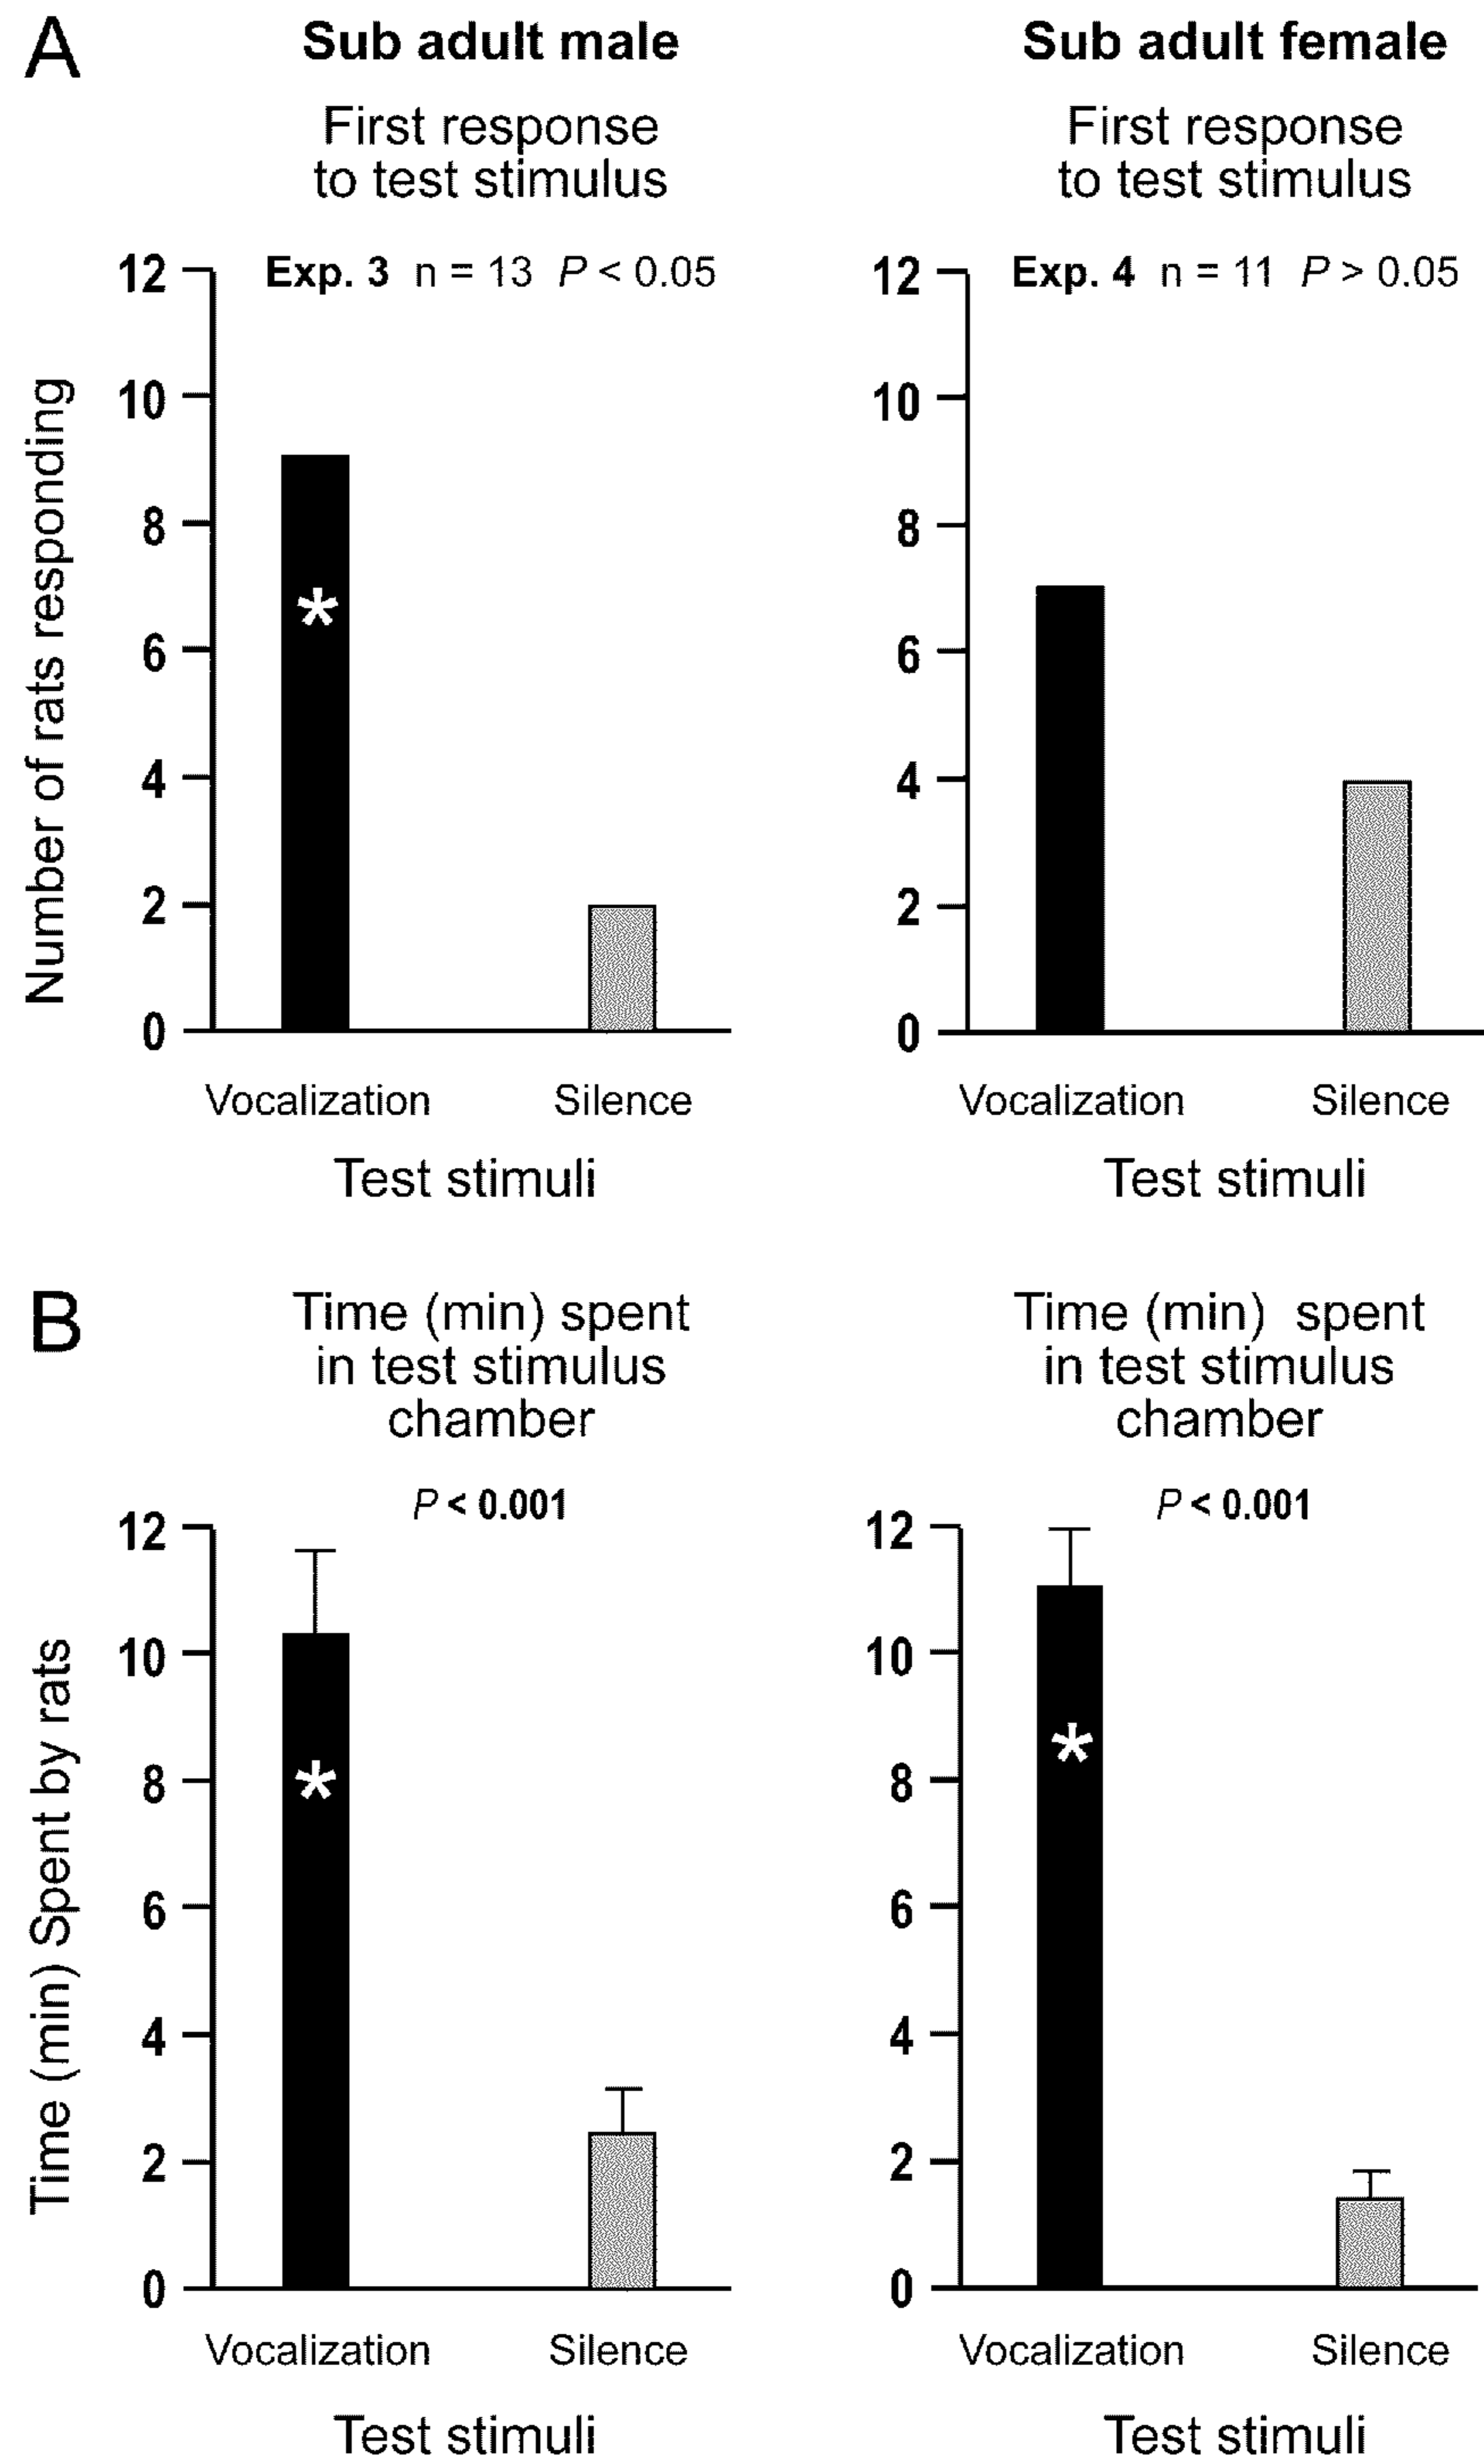 A
Sub adult male
First response
to test stimulus
Exp. 3 n = 13 P < 0.05
Number of rats responding
12
10
8
6
4
2
0
*
Vocalization Silence
Test stimuli
Sub adult female
First response
to test stimulus
Exp. 4 n = 11 P > 0.05
12
10
8
6
4
2
0
Vocalization Silence
Test stimuli
B
Time (min) spent
in test stimulus
chamber
P < 0.001
Time (min) Spent by rats
12
10
8
6
4
2
0
*
Vocalization Silence
Test stimuli
Time (min) spent
in test stimulus
chamber
P < 0.001
12
10
8
6
4
2
0
*
Vocalization Silence
Test stimuli